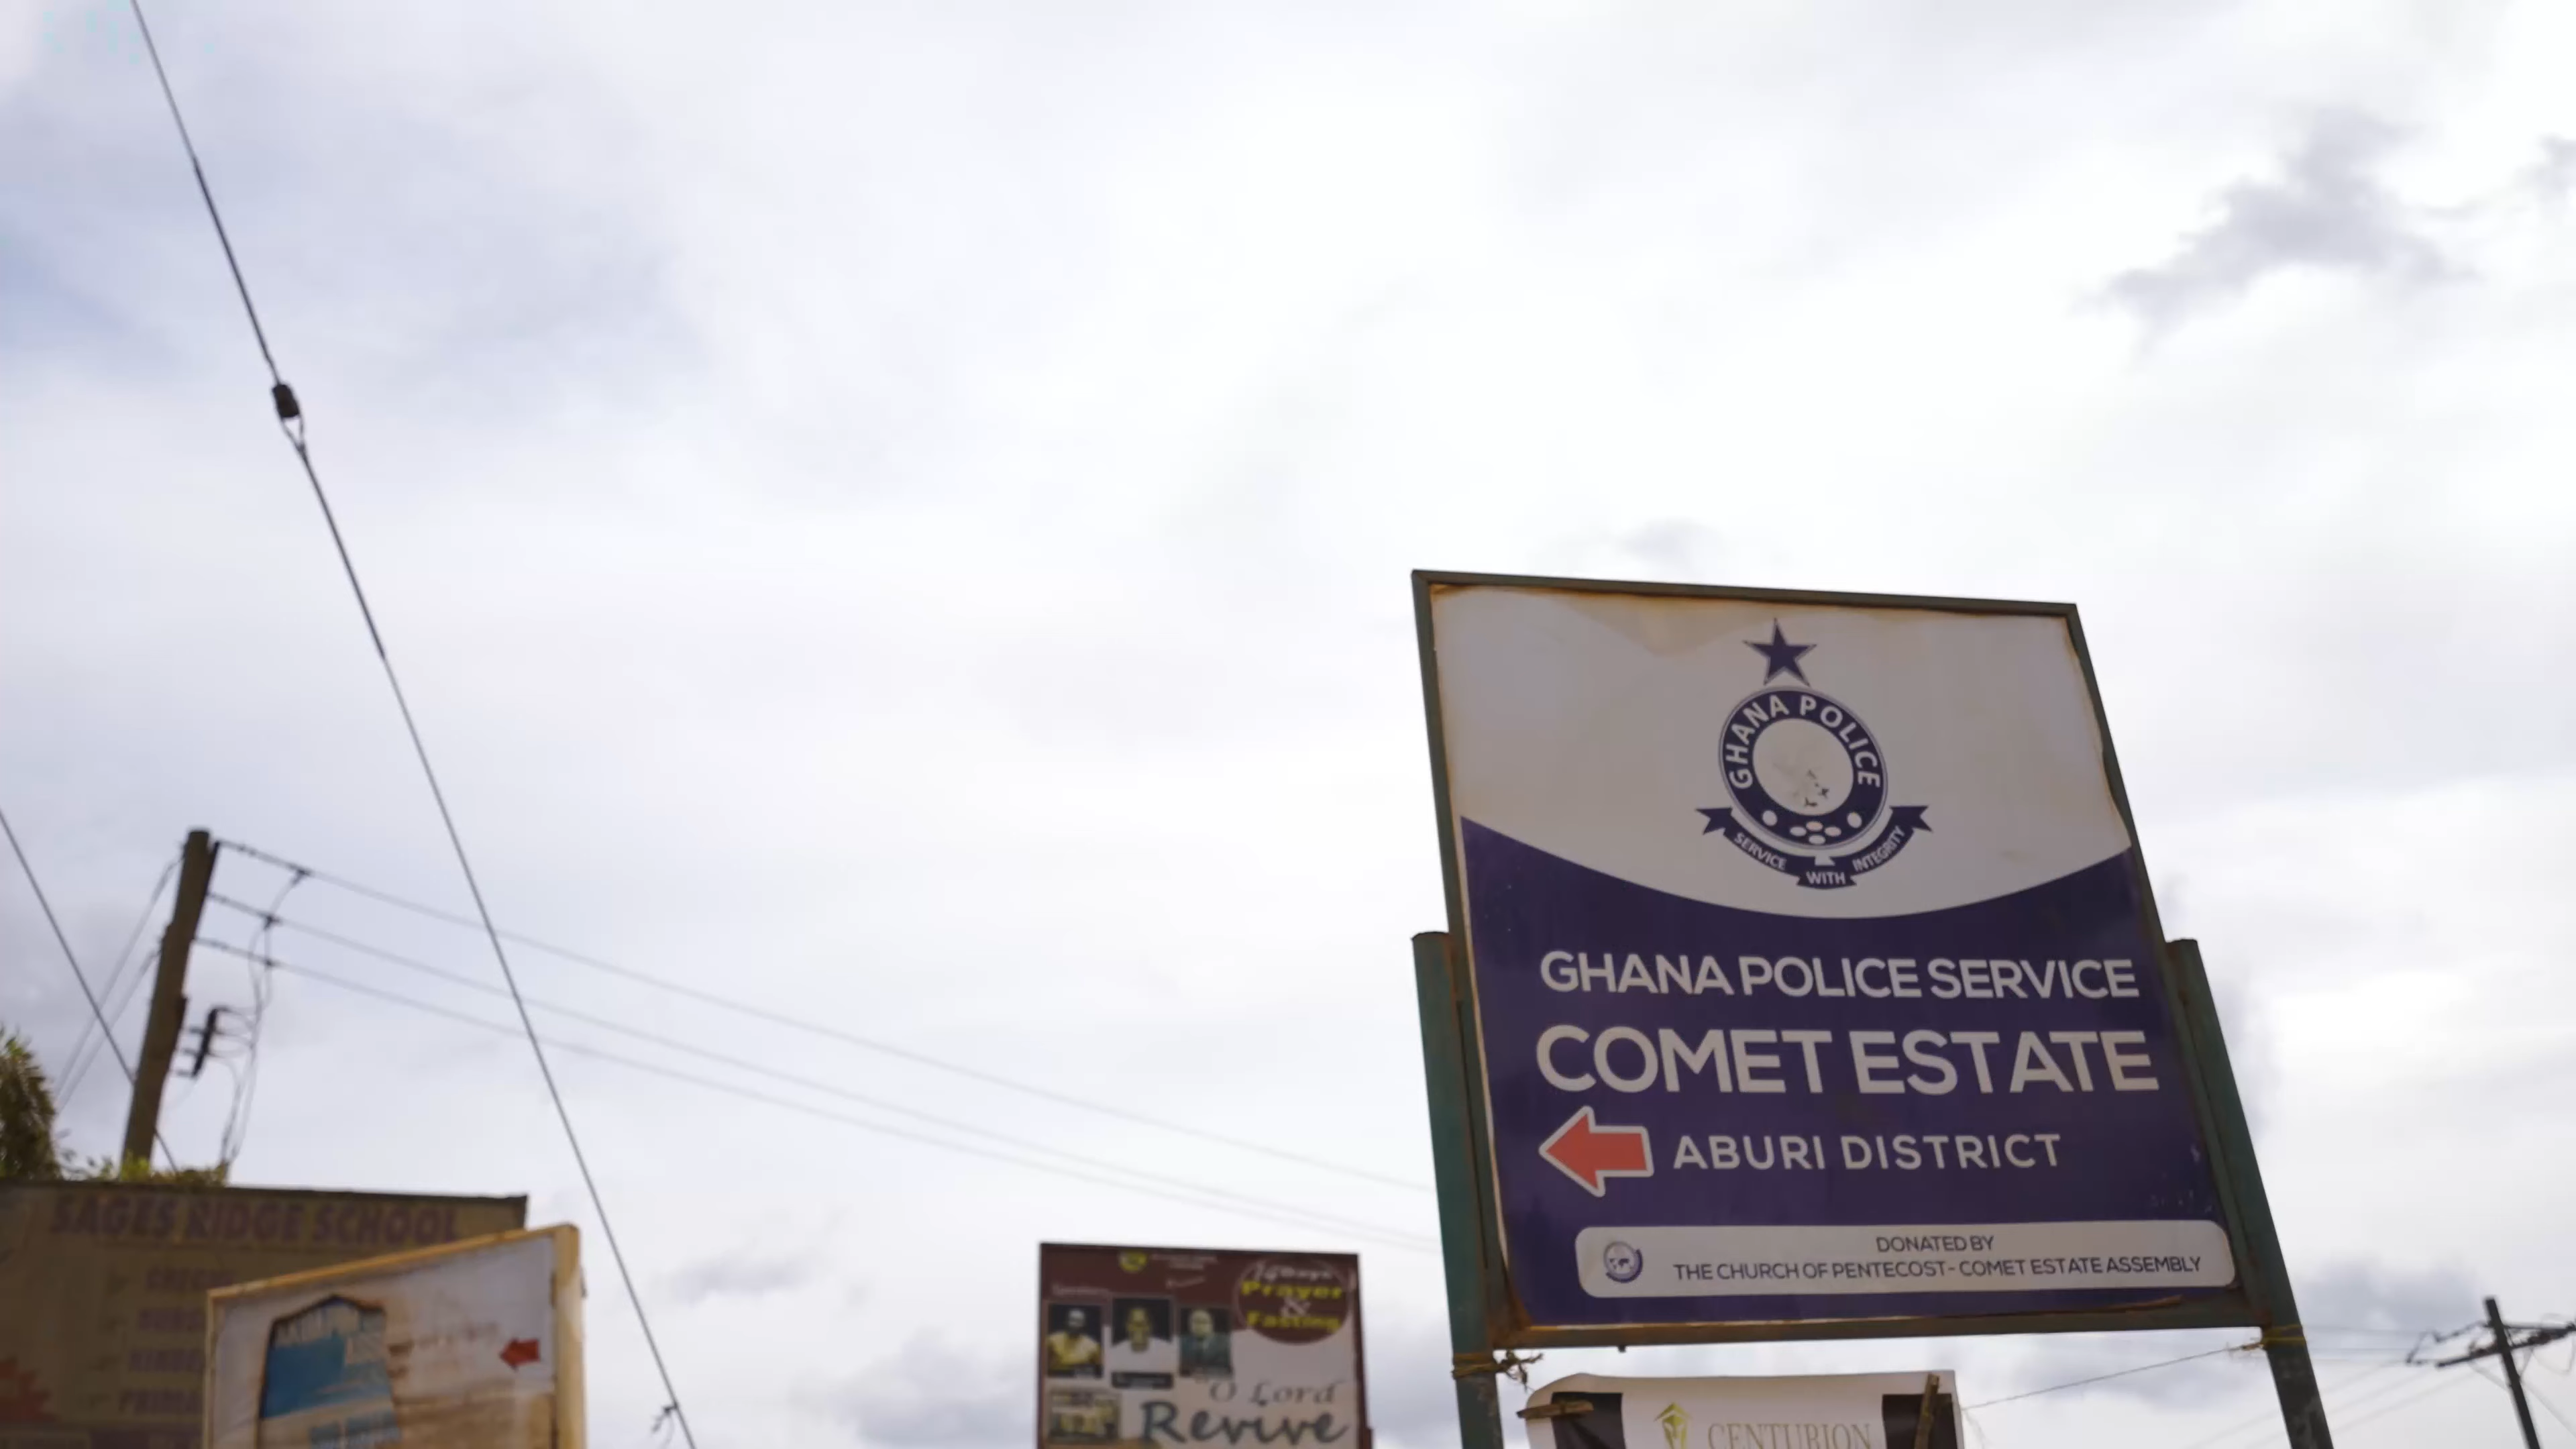 GHANA POLICE
SERVICE WITH INTEGRITY
GHANA POLICE SERVICE
COMET ESTATE
ABURI DISTRICT
DONATED BY
THE CHURCH OF PENTECOST - COMET ESTATE ASSEMBLY
SAGES RIDGE SCHOOL
Prayer
&
Fasting
O Lord
Revive
CENTURION